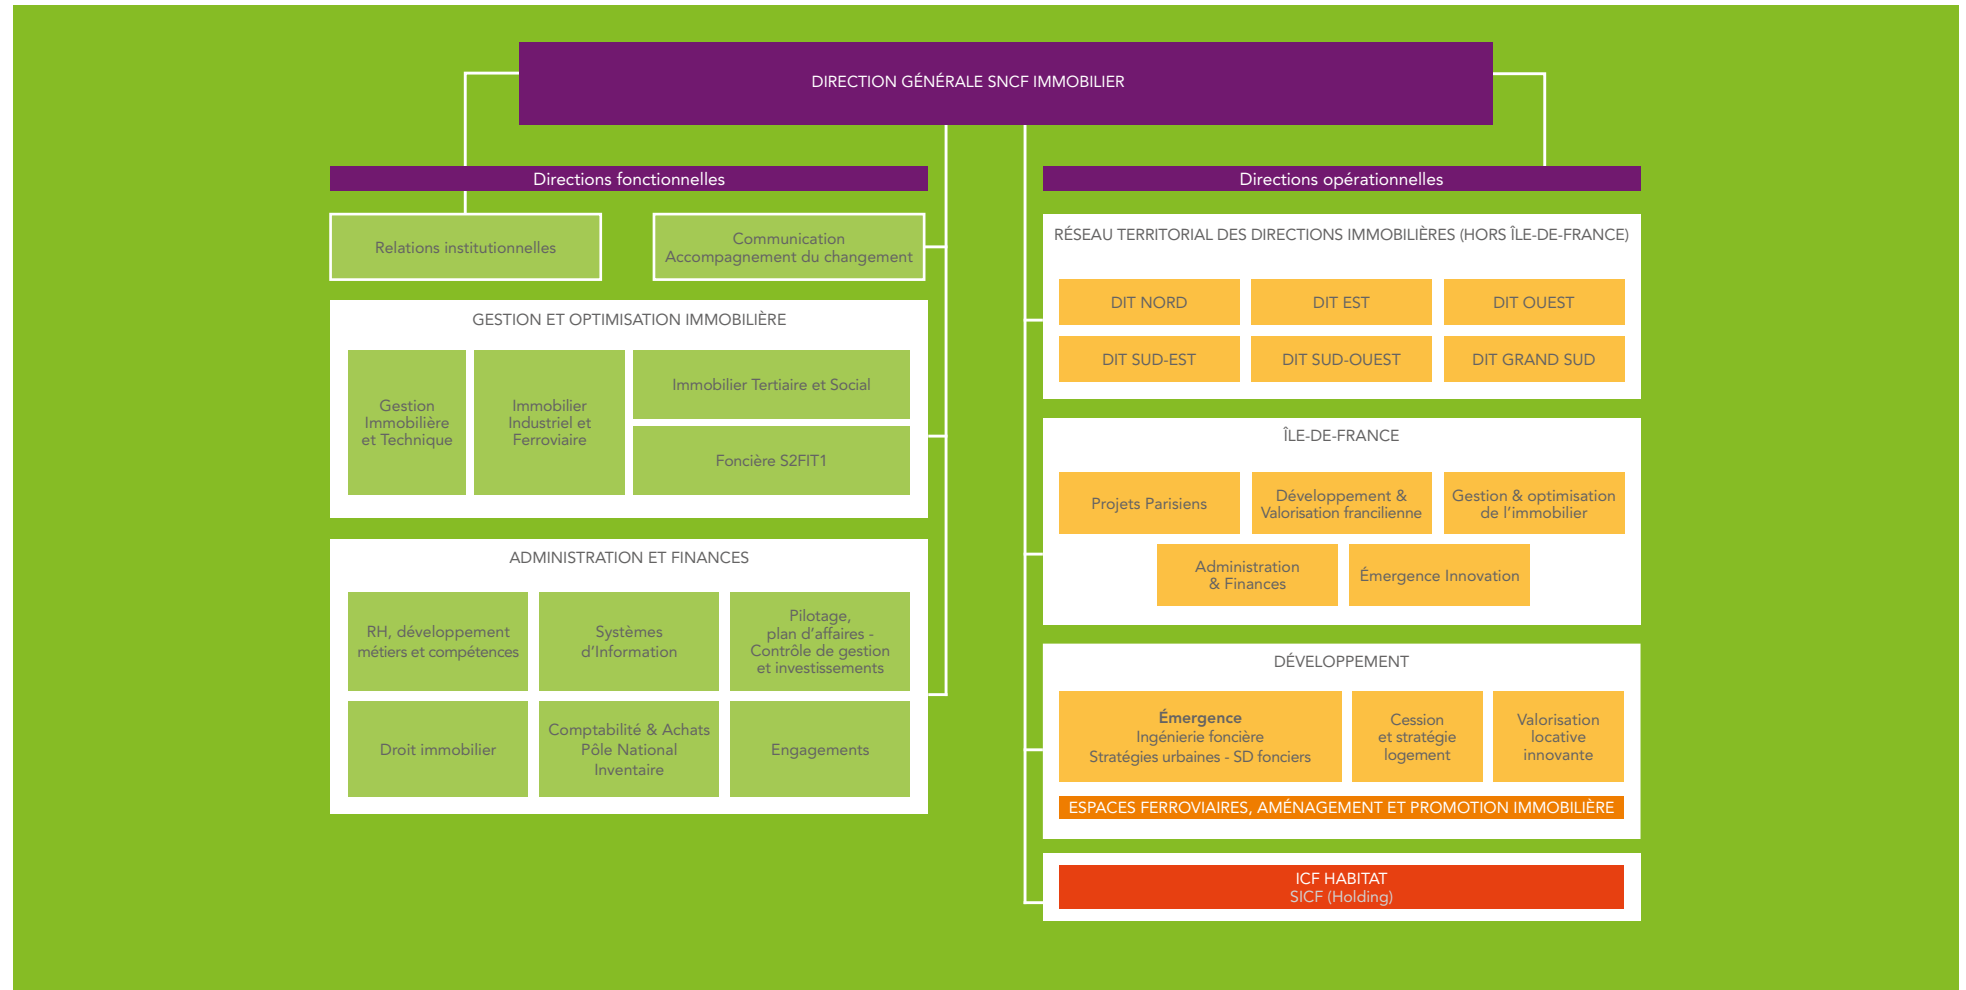 DIRECTION GÉNÉRALE SNCF IMMOBILIER
Directions fonctionnelles
Relations institutionnelles
Communication
Accompagnement du changement
GESTION ET OPTIMISATION IMMOBILIÈRE
Gestion
Immobilière
et Technique
Immobilier
Industriel et
Ferroviaire
Immobilier Tertiaire et Social
Foncière S2FIT1
ADMINISTRATION ET FINANCES
RH, développement
métiers et compétences
Systèmes
d’Information
Pilotage,
plan d’affaires -
Contrôle de gestion
et investissements
Droit immobilier
Comptabilité & Achats
Pôle National
Inventaire
Engagements
Directions opérationnelles
RÉSEAU TERRITORIAL DES DIRECTIONS IMMOBILIÈRES (HORS ÎLE-DE-FRANCE)
DIT NORD
DIT EST
DIT OUEST
DIT SUD-EST
DIT SUD-OUEST
DIT GRAND SUD
ÎLE-DE-FRANCE
Projets Parisiens
Développement &
Valorisation francilienne
Gestion & optimisation
de l’immobilier
Administration
& Finances
Émergence Innovation
DÉVELOPPEMENT
Émergence
Ingénierie foncière
Stratégies urbaines - SD fonciers
Cession
et stratégie
logement
Valorisation
locative
innovante
ESPACES FERROVIAIRES, AMÉNAGEMENT ET PROMOTION IMMOBILIÈRE
ICF HABITAT
SICF (Holding)